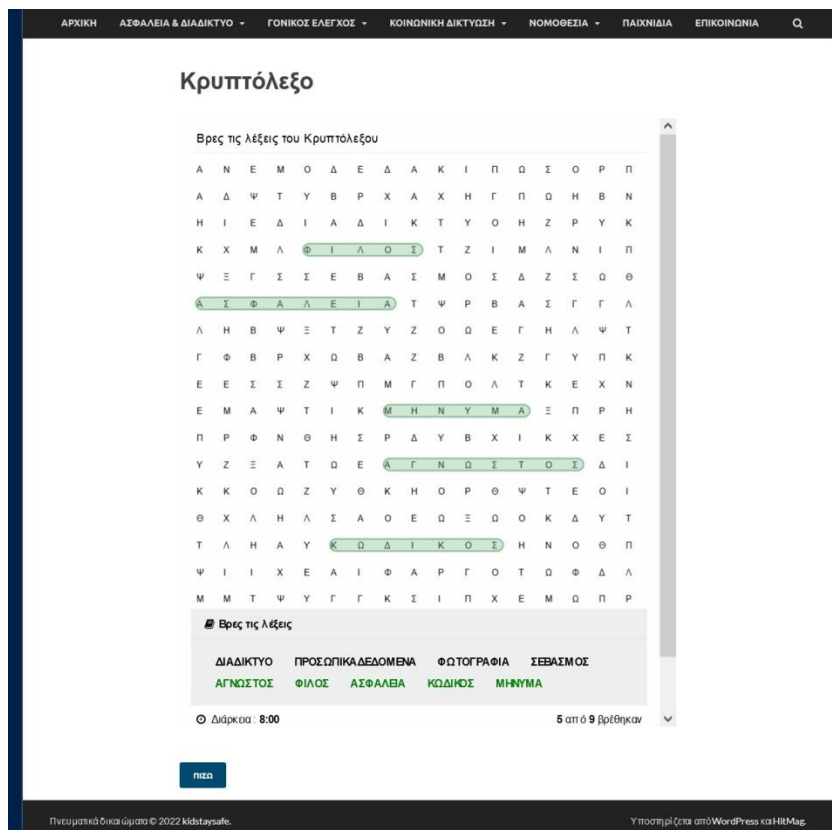 ΑΡΧΙΚΗ ΑΣΦΑΛΕΙΑ & ΔΙΑΔΙΚΤΥΟ ΓΟΝΙΚΟΣ ΕΛΕΓΧΟΣ ΚΟΙΝΩΝΙΚΗ ΔΙΚΤΥΩΣΗ ΝΟΜΟΘΕΣΙΑ ΠΑΙΧΝΙΔΙΑ ΕΠΙΚΟΙΝΩΝΙΑ
Κρυπτόλεξο
Βρες τις λέξεις του Κρυπτόλεξου
Α Ν Ε Μ Ο Δ Ε Δ Α Κ Ι Π Ω Σ Ο Ρ Π
Α Δ Ψ Τ Υ Β Ρ Χ Α Χ Η Γ Π Ω Η Β Ν
Η Ι Ε Δ Ι Α Δ Ι Κ Τ Υ Ο Η Ζ Ρ Υ Κ
Κ Χ Μ Λ Φ Ι Λ Ο Σ Τ Ζ Ι Μ Λ Ν Ι Π
Ψ Ξ Γ Σ Σ Ε Β Α Σ Μ Ο Σ Δ Ζ Σ Ω Θ
Α Σ Φ Α Λ Ε Ι Α Τ Ψ Ρ Β Α Σ Γ Γ Λ
Λ Η Β Ψ Ξ Τ Ζ Υ Ζ Ο Ω Ε Γ Η Λ Ψ Τ
Γ Φ Β Ρ Χ Ω Β Α Ζ Β Λ Κ Ζ Γ Υ Π Κ
Ε Ε Σ Σ Ζ Ψ Π Μ Γ Π Ο Λ Τ Κ Ε Χ Ν
Ε Μ Α Ψ Τ Ι Κ Μ Η Ν Υ Μ Α Ξ Π Ρ Η
Π Ρ Φ Ν Θ Η Σ Ρ Δ Υ Β Χ Ι Κ Χ Ε Σ
Υ Ζ Ξ Α Τ Ω Ε Α Γ Ν Ω Σ Τ Ο Σ Δ Ι
Κ Κ Ο Ω Ζ Υ Θ Κ Η Ο Ρ Θ Ψ Τ Ε Ο Ι
Θ Χ Λ Η Λ Σ Α Ο Ε Ω Ξ Ω Ο Κ Δ Υ Τ
Τ Λ Η Α Υ Κ Ω Δ Ι Κ Ο Σ Η Ν Ο Θ Π
Ψ Ι Ι Χ Ε Α Ι Φ Α Ρ Γ Ο Τ Ω Φ Δ Λ
Μ Μ Τ Ψ Υ Γ Γ Κ Σ Ι Π Χ Ε Μ Ω Π Ρ
Βρες τις λέξεις
ΔΙΑΔΙΚΤΥΟ ΠΡΟΣΩΠΙΚΑ ΔΕΔΟΜΕΝΑ ΦΩΤΟΓΡΑΦΙΑ ΣΕΒΑΣΜΟΣ
ΑΓΝΩΣΤΟΣ ΦΙΛΟΣ ΑΣΦΑΛΕΙΑ ΚΩΔΙΚΟΣ ΜΗΝΥΜΑ
Διάρκεια : 8:00 5 από 9 βρέθηκαν
ΠΙΣΩ
Πνευματικά δικαιώματα © 2022 kidstaysafe. Υποστηρίζεται από WordPress και HitMag.